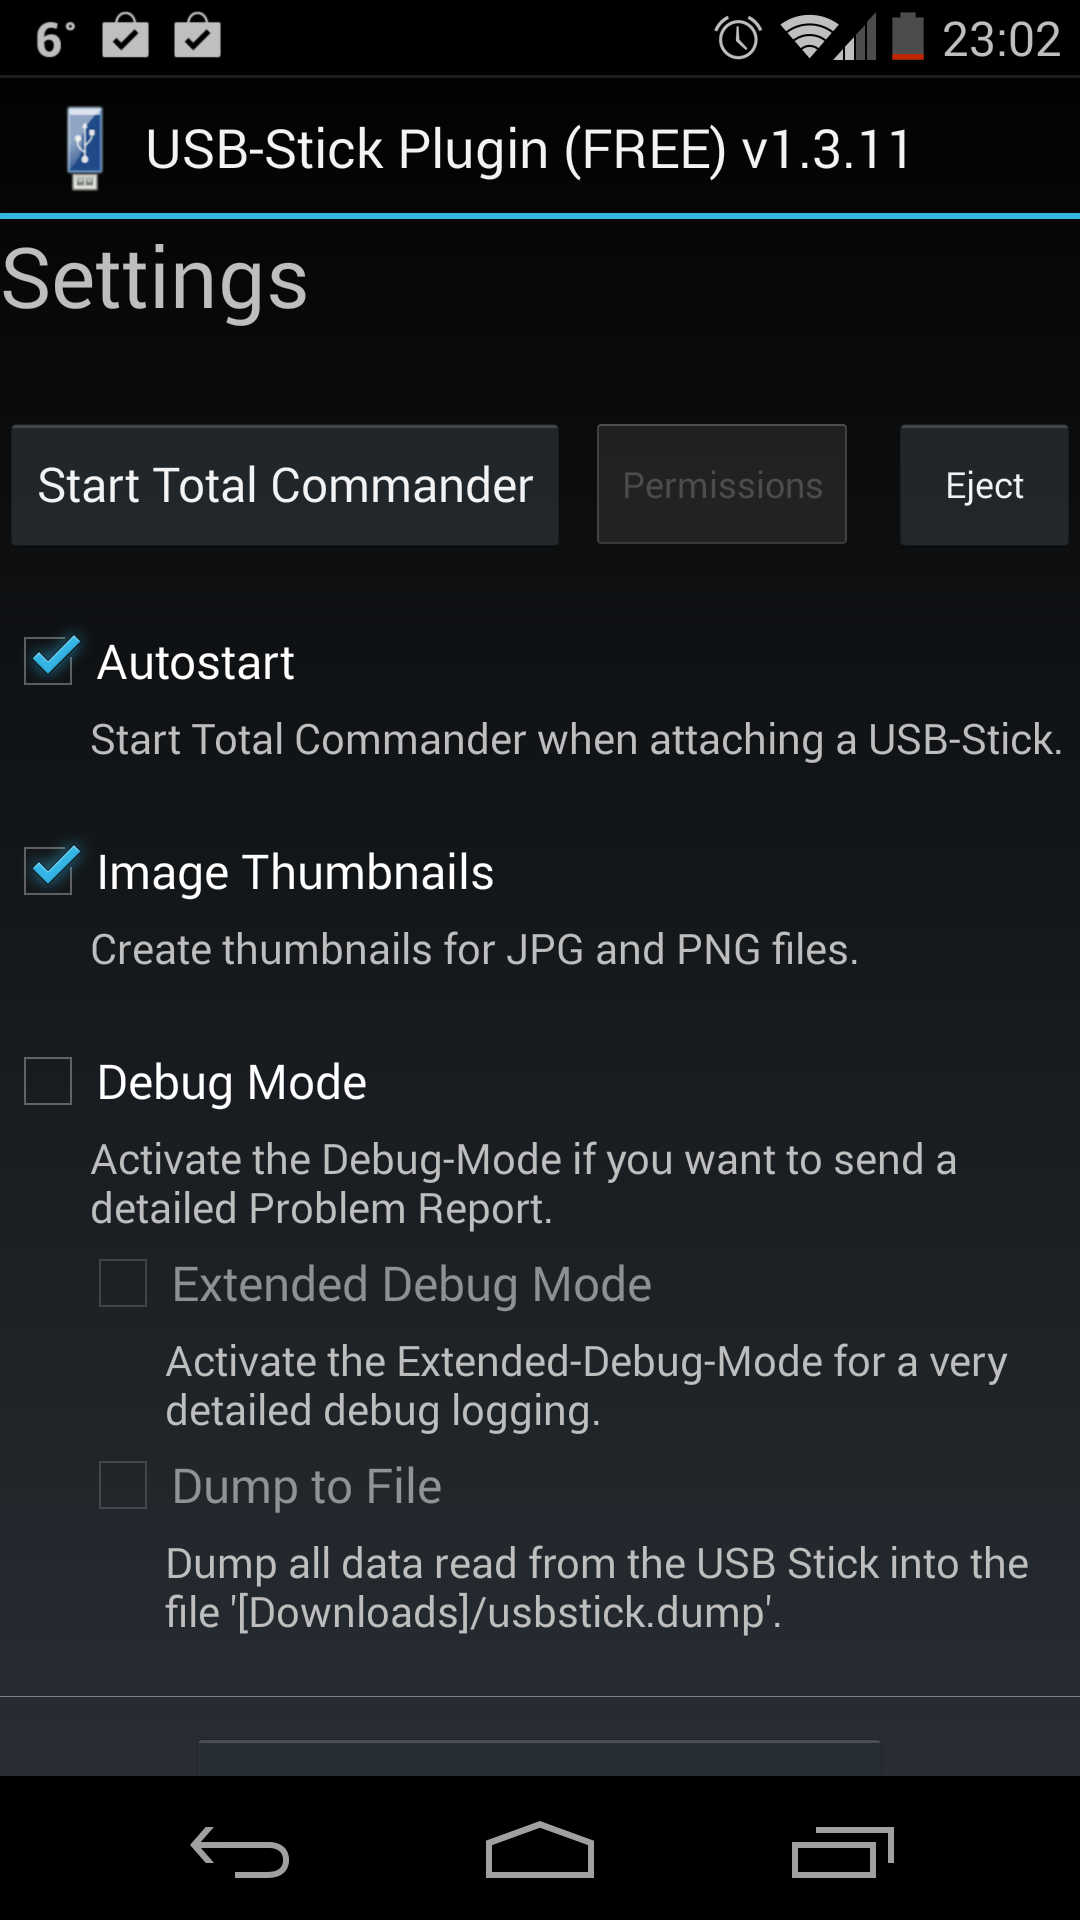 6° 23:02
USB-Stick Plugin (FREE) v1.3.11
Settings
Start Total Commander Permissions Eject
Autostart
Start Total Commander when attaching a USB-Stick.
Image Thumbnails
Create thumbnails for JPG and PNG files.
Debug Mode
Activate the Debug-Mode if you want to send a
detailed Problem Report.
Extended Debug Mode
Activate the Extended-Debug-Mode for a very
detailed debug logging.
Dump to File
Dump all data read from the USB Stick into the
file '[Downloads]/usbstick.dump'.